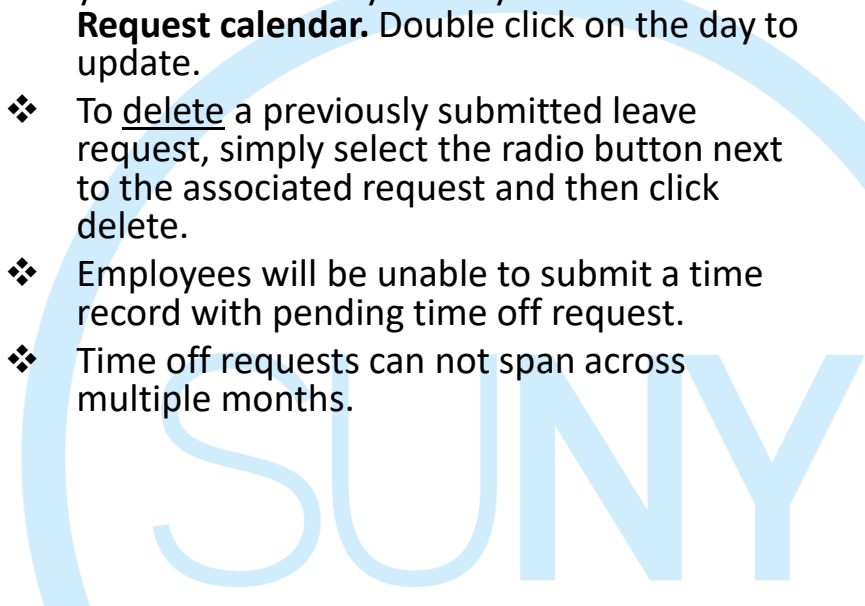 Request calendar. Double click on the day to
update.
❖ To delete a previously submitted leave
request, simply select the radio button next
to the associated request and then click
delete.
❖ Employees will be unable to submit a time
record with pending time off request.
❖ Time off requests can not span across
multiple months.
SUNY